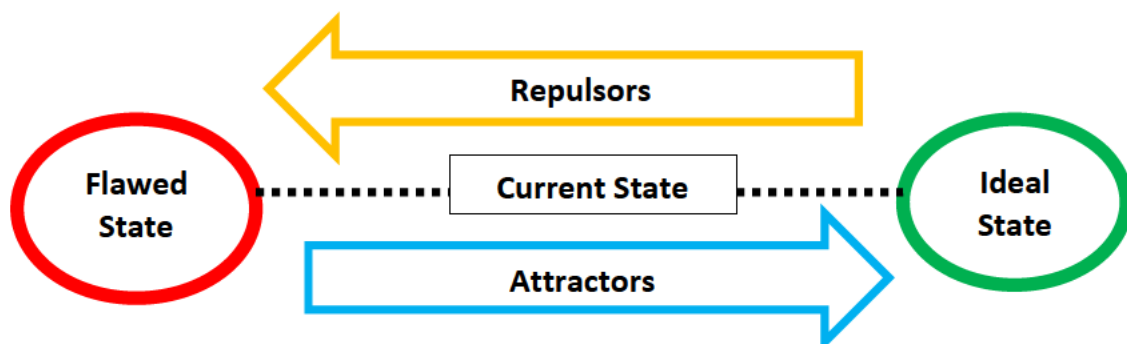 Repulsors
Flawed
State
Current State
Ideal
State
Attractors